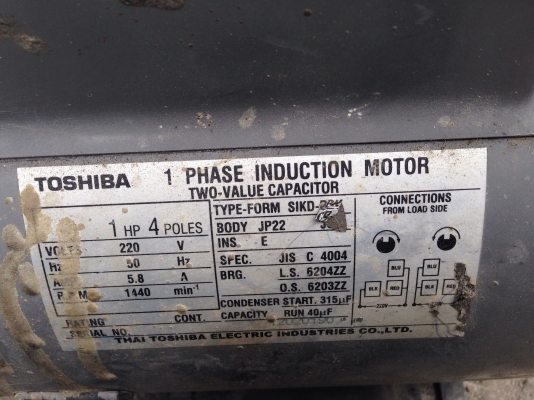 TOSHIBA 1 PHASE INDUCTION MOTOR
TWO-VALUE CAPACITOR
1 HP 4 POLES
VOLTS 220 V
Hz 50 Hz
AMP 5.8 A
R.P.M 1440 min-1
RATING CONT.
SERIAL NO.
TYPE-FORM SIKD-
BODY JP22
INS. E
SPEC. JIS C 4004
BRG. L.S. 6204ZZ
O.S. 6203ZZ
CONDENSER START. 315µF
CAPACITY RUN 40µF
CONNECTIONS
FROM LOAD SIDE
BLU BLU
BLK RED BLK RED
220V
THAI TOSHIBA ELECTRIC INDUSTRIES CO.,LTD.